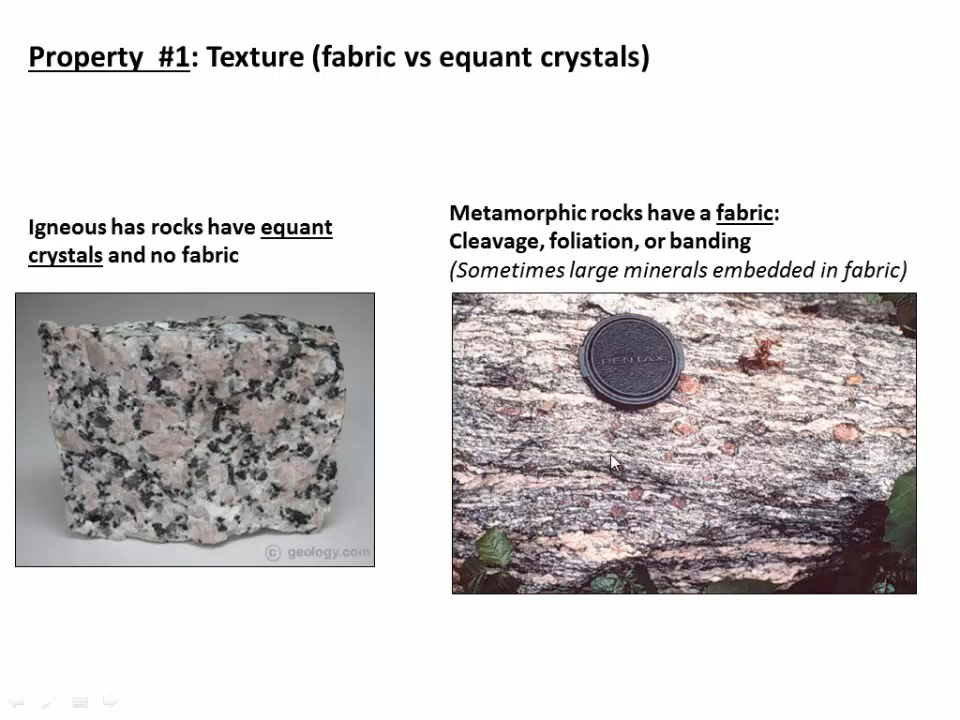 Property #1: Texture (fabric vs equant crystals)
Igneous has rocks have equant
crystals and no fabric
Metamorphic rocks have a fabric:
Cleavage, foliation, or banding
(Sometimes large minerals embedded in fabric)
PENTAX
© geology.com